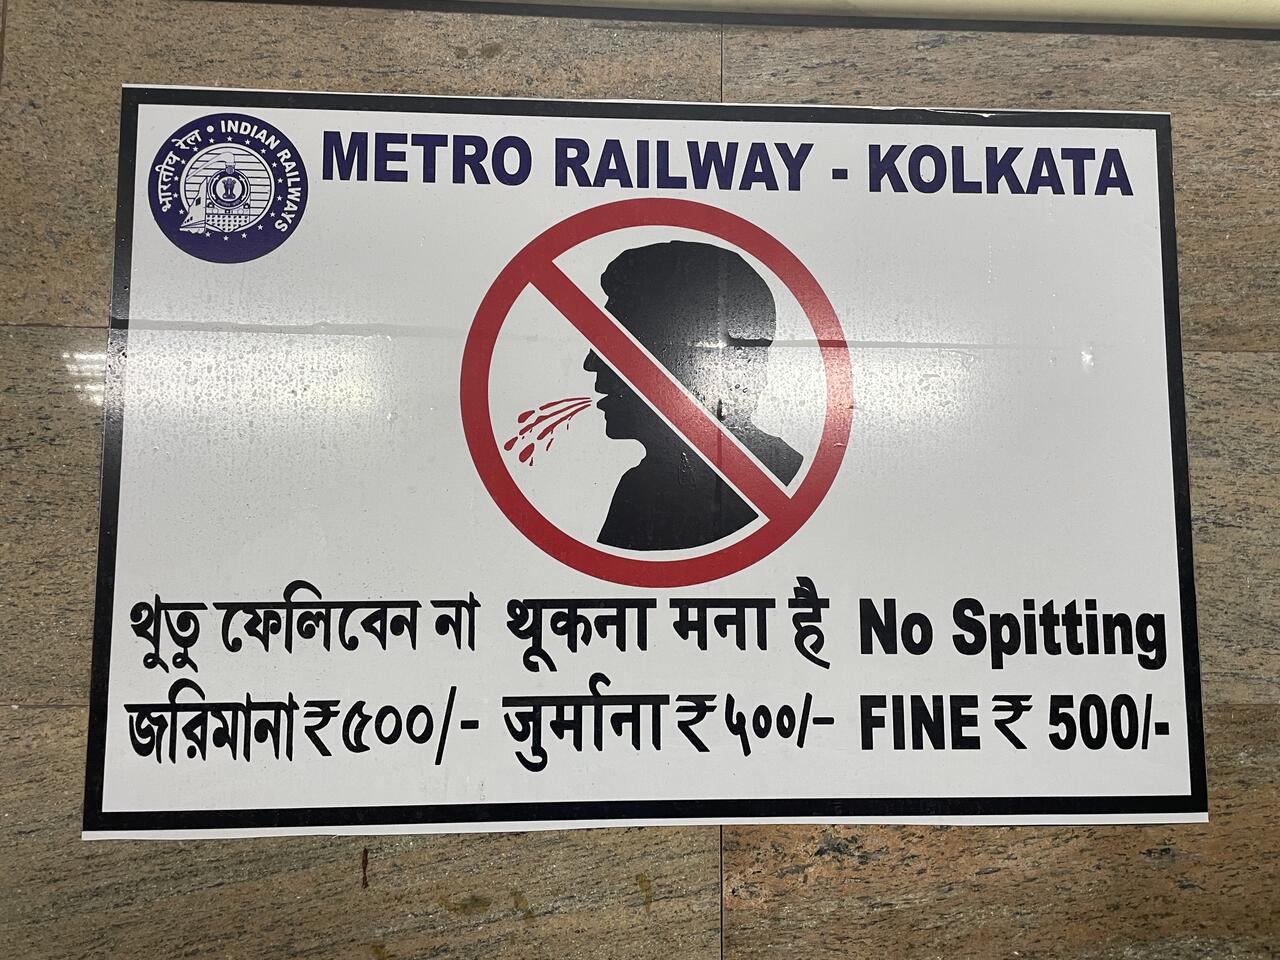 भारतीय रेल • INDIAN RAILWAYS
METRO RAILWAY - KOLKATA
থুতু ফেলিবেন না थूकना मना है No Spitting
জরিমানা ₹ ৫০০/- जुर्माना ₹ ५००/- FINE ₹ 500/-